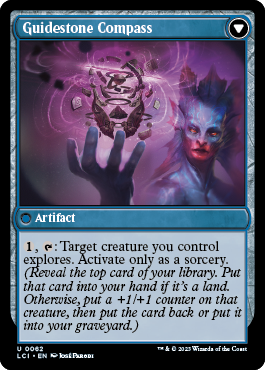 Guidestone Compass
Artifact
1, T: Target creature you control
explores. Activate only as a sorcery.
(Reveal the top card of your library. Put
that card into your hand if it's a land.
Otherwise, put a +1/+1 counter on that
creature, then put the card back or put it
into your graveyard.)
U 0062
LCI • EN José Parodi
™ & © 2023 Wizards of the Coast